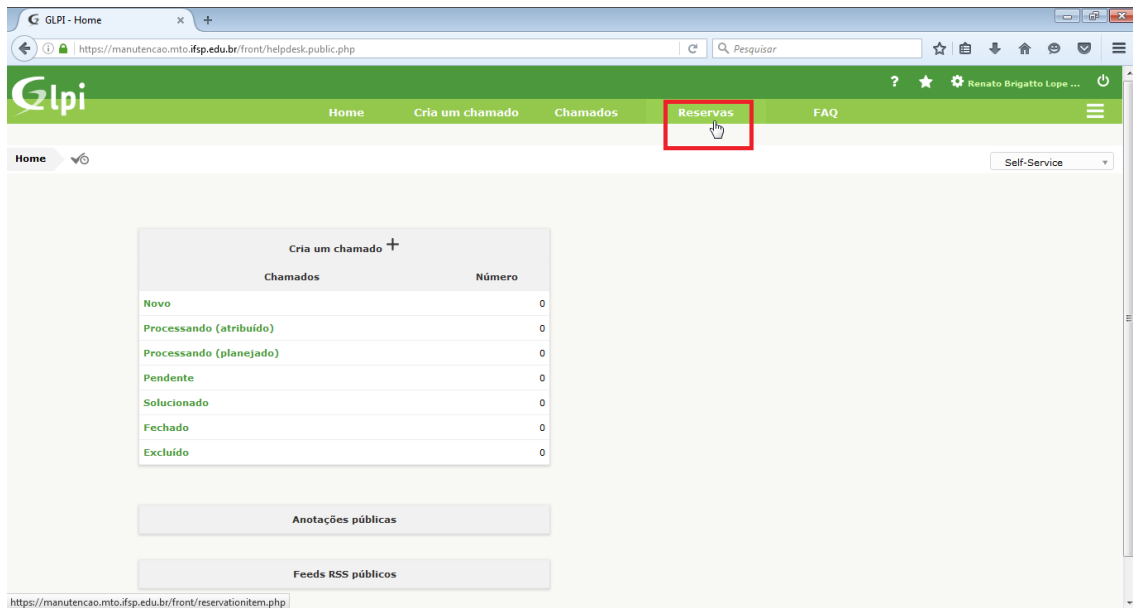 GLPI - Home
https://manutencao.mto.ifsp.edu.br/front/helpdesk.public.php
Pesquisar
Glpi
? Renato Brigatto Lope ...
Home Cria um chamado Chamados Reservas FAQ
Home
Self-Service
Cria um chamado +
Chamados Número
Novo 0
Processando (atribuído) 0
Processando (planejado) 0
Pendente 0
Solucionado 0
Fechado 0
Excluído 0
Anotações públicas
Feeds RSS públicos
https://manutencao.mto.ifsp.edu.br/front/reservationitem.php